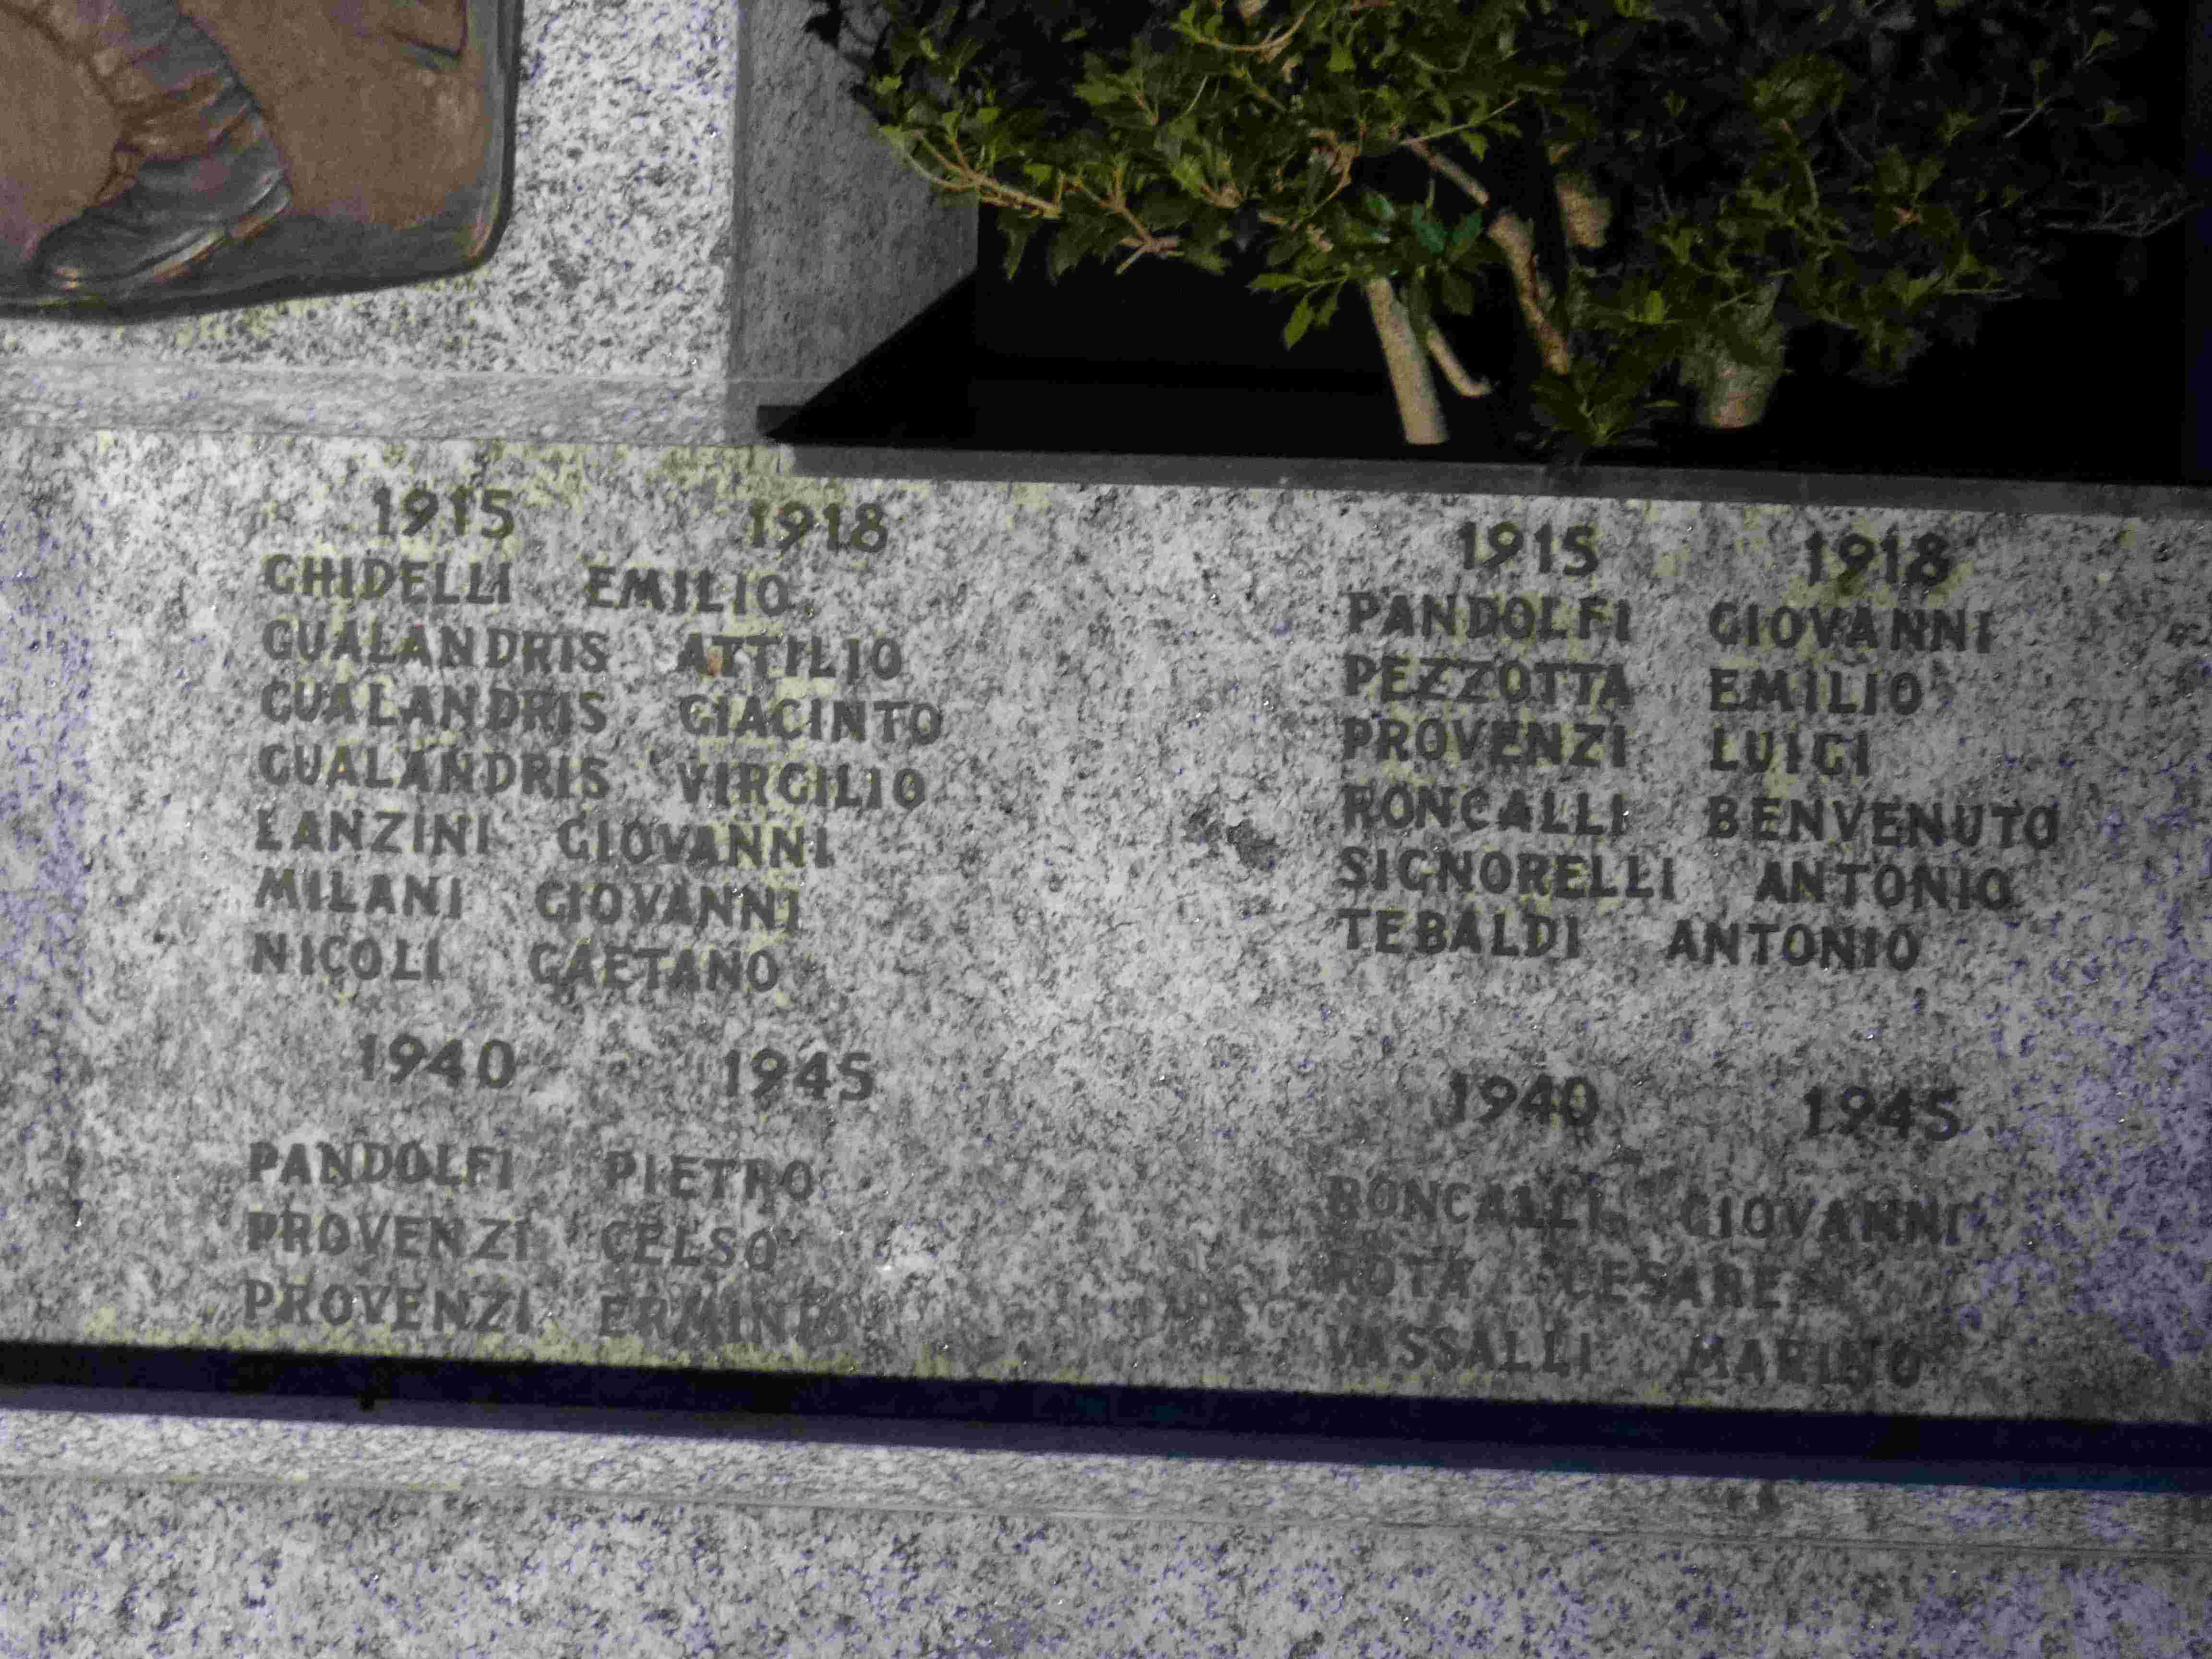 1915 1918
GHIDELLI EMILIO
GUALANDRIS ATTILIO
GUALANDRIS GIACINTO
GUALANDRIS VIRGILIO
LANZINI GIOVANNI
MILANI GIOVANNI
NICOLI GAETANO
1940 1945
PANDOLFI PIETRO
PROVENZI CELSO
PROVENZI ERMINIO
1915 1918
PANDOLFI GIOVANNI
PEZZOTTA EMILIO
PROVENZI LUIGI
RONCALLI BENVENUTO
SIGNORELLI ANTONIO
TEBALDI ANTONIO
1940 1945
RONCALLI GIOVANNI
ROTA CESARE
VASSALLI MARINO